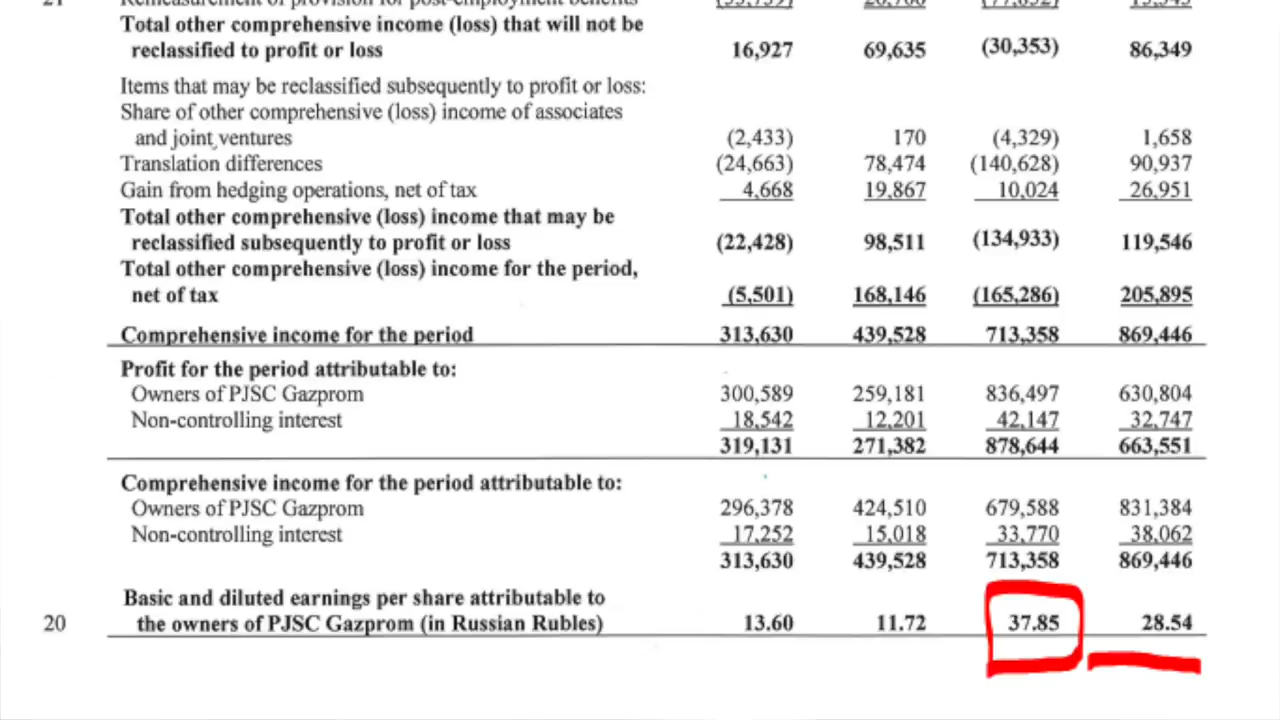 21 Remeasurement of provision for post-employment benefits
Total other comprehensive income (loss) that will not be
reclassified to profit or loss 16,927 69,635 (30,353) 86,349
Items that may be reclassified subsequently to profit or loss:
Share of other comprehensive (loss) income of associates
and joint ventures (2,433) 170 (4,329) 1,658
Translation differences (24,663) 78,474 (140,628) 90,937
Gain from hedging operations, net of tax 4,668 19,867 10,024 26,951
Total other comprehensive (loss) income that may be
reclassified subsequently to profit or loss (22,428) 98,511 (134,933) 119,546
Total other comprehensive (loss) income for the period,
net of tax (5,501) 168,146 (165,286) 205,895
Comprehensive income for the period 313,630 439,528 713,358 869,446
Profit for the period attributable to:
Owners of PJSC Gazprom 300,589 259,181 836,497 630,804
Non-controlling interest 18,542 12,201 42,147 32,747
319,131 271,382 878,644 663,551
Comprehensive income for the period attributable to:
Owners of PJSC Gazprom 296,378 424,510 679,588 831,384
Non-controlling interest 17,252 15,018 33,770 38,062
313,630 439,528 713,358 869,446
Basic and diluted earnings per share attributable to
20 the owners of PJSC Gazprom (in Russian Rubles) 13.60 11.72 37.85 28.54